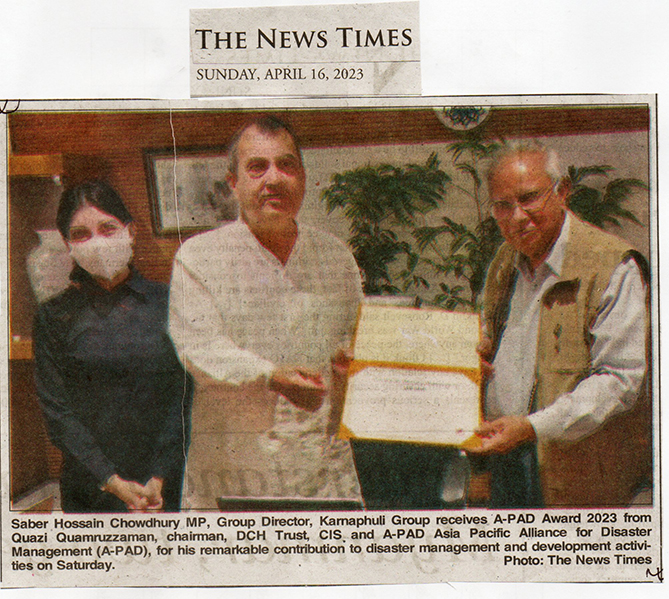 THE NEWS TIMES
SUNDAY, APRIL 16, 2023
Saber Hossain Chowdhury MP, Group Director, Karnaphuli Group receives A-PAD Award 2023 from
Quazi Quamruzzaman, chairman, DCH Trust, CIS and A-PAD Asia Pacific Alliance for Disaster
Management (A-PAD), for his remarkable contribution to disaster management and development activi-
ties on Saturday. Photo: The News Times